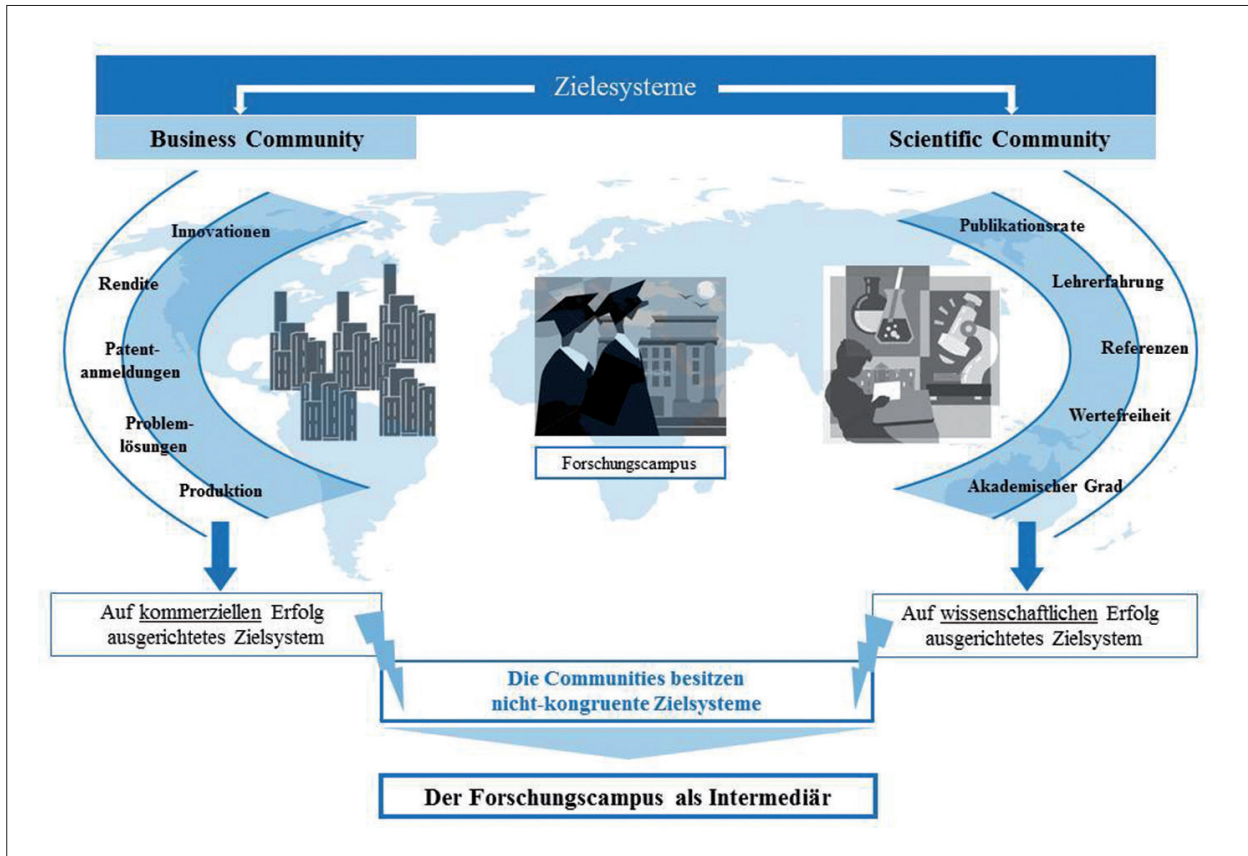 Zielesysteme
Business Community
Scientific Community
Innovationen
Rendite
Patent-
anmeldungen
Problem-
lösungen
Produktion
Forschungscampus
Publikationsrate
Lehrerfahrung
Referenzen
Wertefreiheit
Akademischer Grad
Auf kommerziellen Erfolg
ausgerichtetes Zielsystem
Auf wissenschaftlichen Erfolg
ausgerichtetes Zielsystem
Die Communities besitzen
nicht-kongruente Zielsysteme
Der Forschungscampus als Intermediär